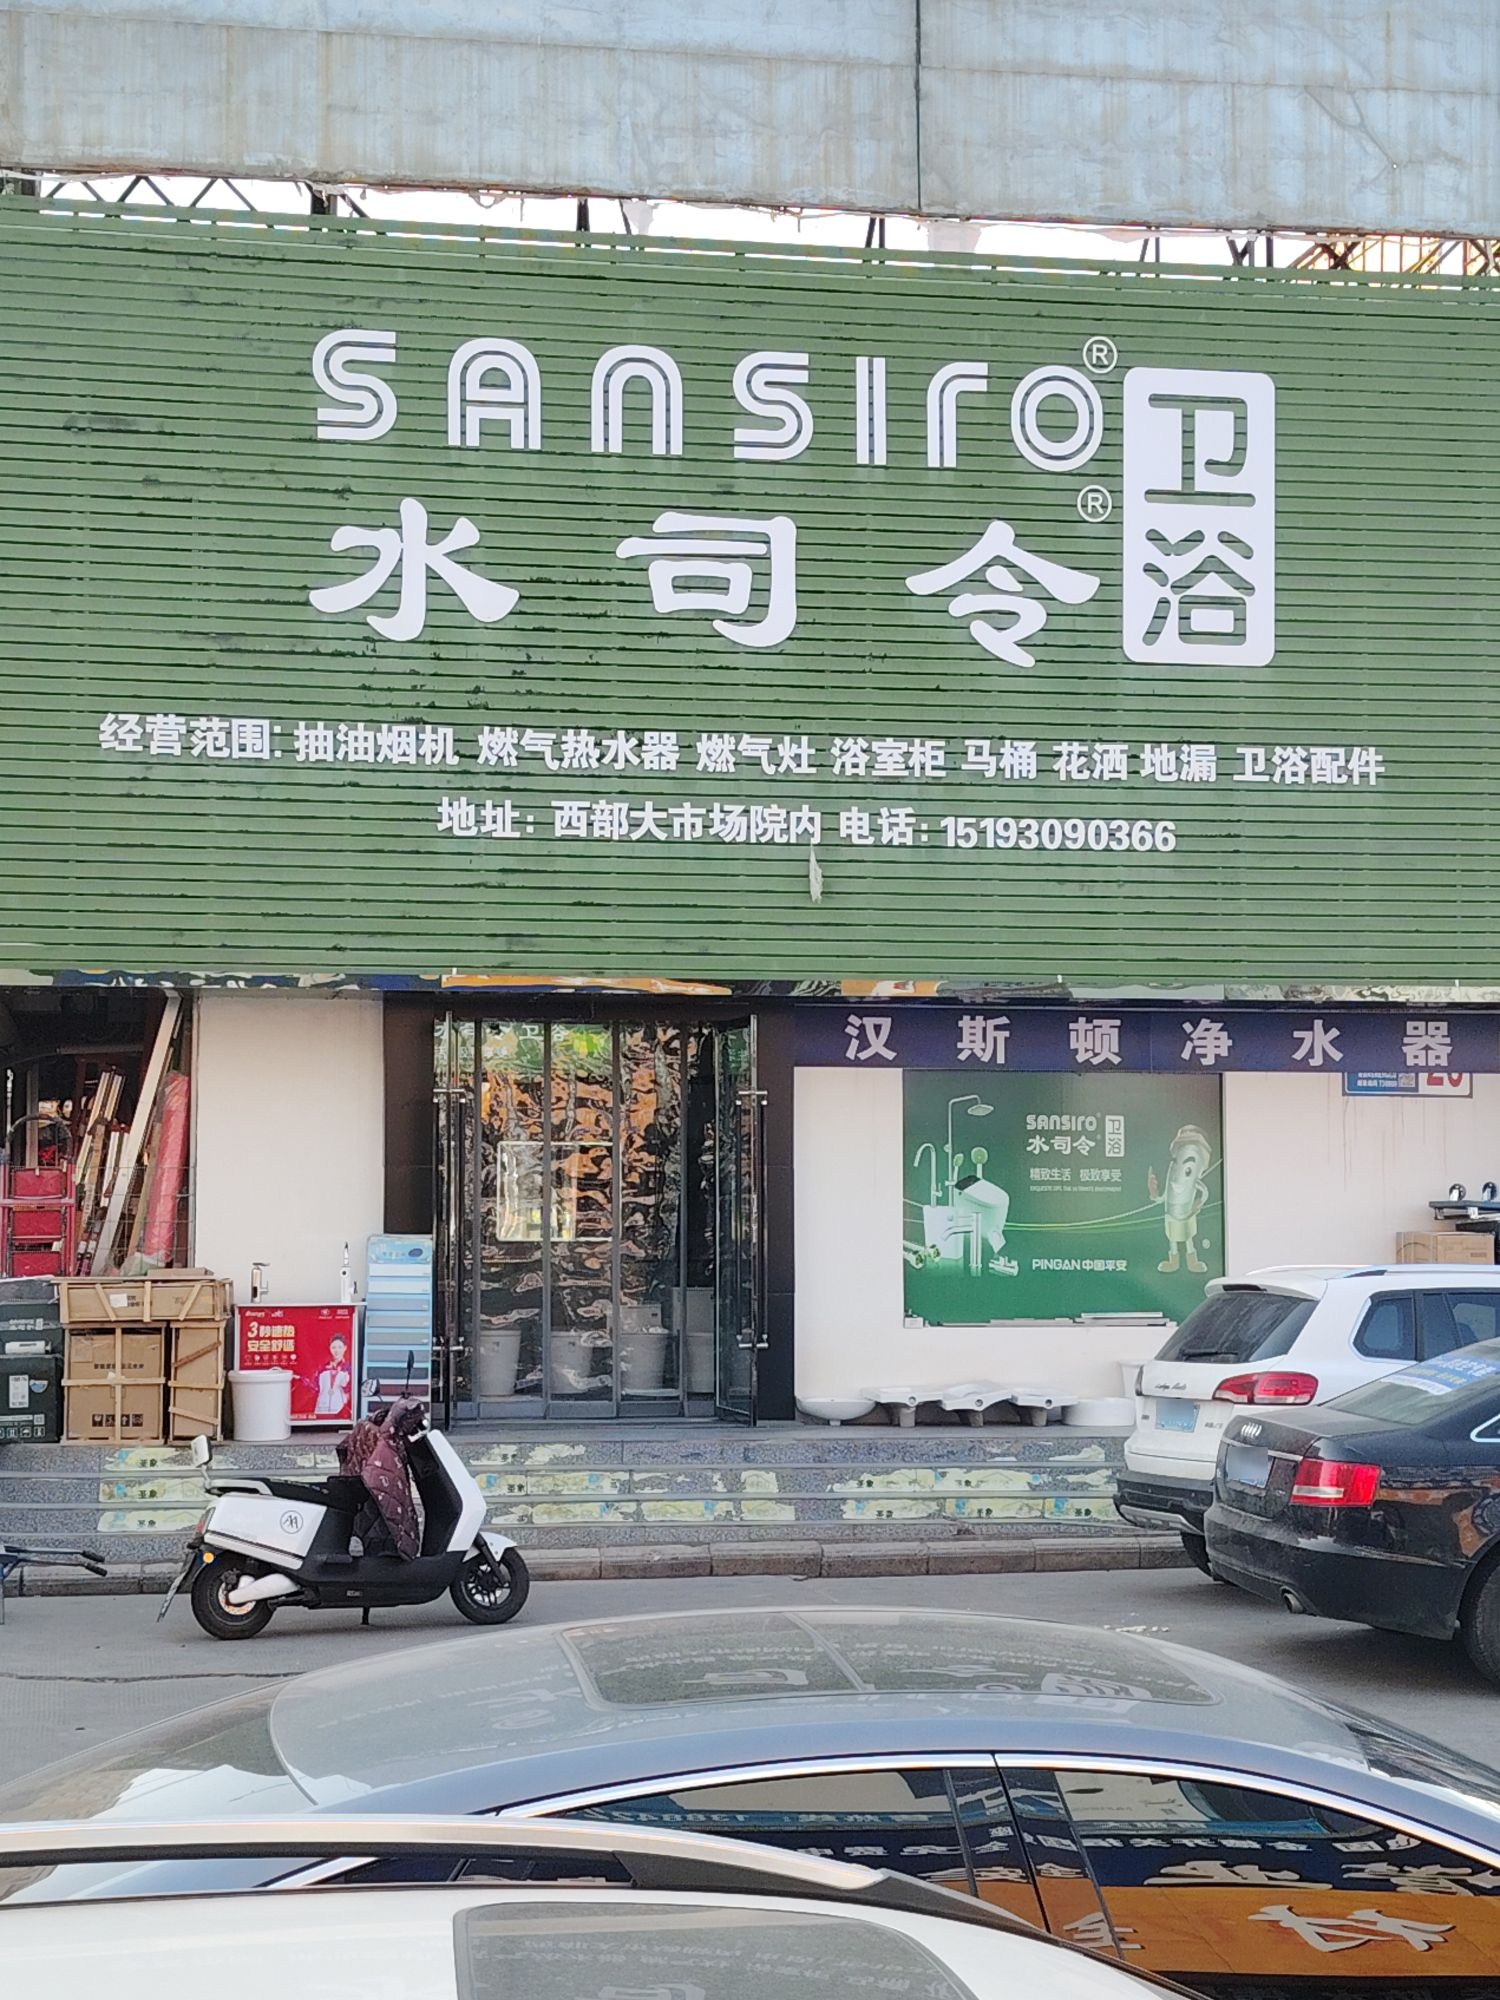 SANSIRO®
水司令®
卫浴
经营范围: 抽油烟机 燃气热水器 燃气灶 浴室柜 马桶 花洒 地漏 卫浴配件
地址: 西部大市场院内 电话: 15193090366
汉斯顿净水器
SANSIRO®
水司令®
卫浴
精致生活 极致享受
PINGAN 中国平安
3秒速热
安全舒适